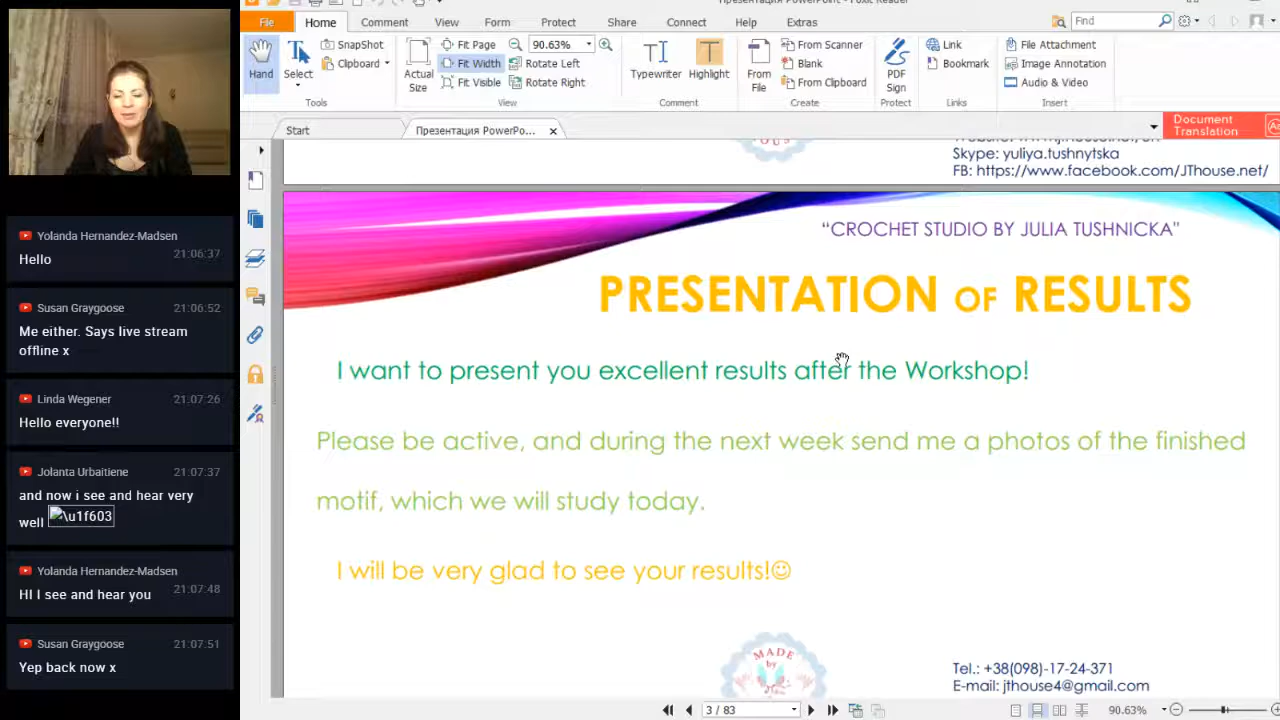 Презентация PowerPoint - Foxit Reader
File
Home
Comment
View
Form
Protect
Share
Connect
Help
Extras
Find
Hand
Select
SnapShot
Clipboard
Tools
Actual Size
Fit Page
Fit Width
Fit Visible
90.63%
Rotate Left
Rotate Right
View
Typewriter
Highlight
Comment
From File
From Scanner
Blank
From Clipboard
Create
PDF Sign
Protect
Link
Bookmark
Links
File Attachment
Image Annotation
Audio & Video
Insert
Start
Презентация PowerPo...
Document Translation
Skype: yuliya.tushnytska
FB: https://www.facebook.com/JThouse.net/
“CROCHET STUDIO BY JULIA TUSHNICKA”
PRESENTATION OF RESULTS
I want to present you excellent results after the Workshop!
Please be active, and during the next week send me a photos of the finished
motif, which we will study today.
I will be very glad to see your results!☺
MADE
by
Tel.: +38(098)-17-24-371
E-mail: jthouse4@gmail.com
3 / 83
90.63%
Yolanda Hernandez-Madsen
Hello
21:06:37
Susan Graygoose
21:06:52
Me either. Says live stream
offline x
Linda Wegener
21:07:26
Hello everyone!!
Jolanta Urbaitiene
21:07:37
and now i see and hear very
well \u1f603
Yolanda Hernandez-Madsen
HI I see and hear you
21:07:48
Susan Graygoose
21:07:51
Yep back now x